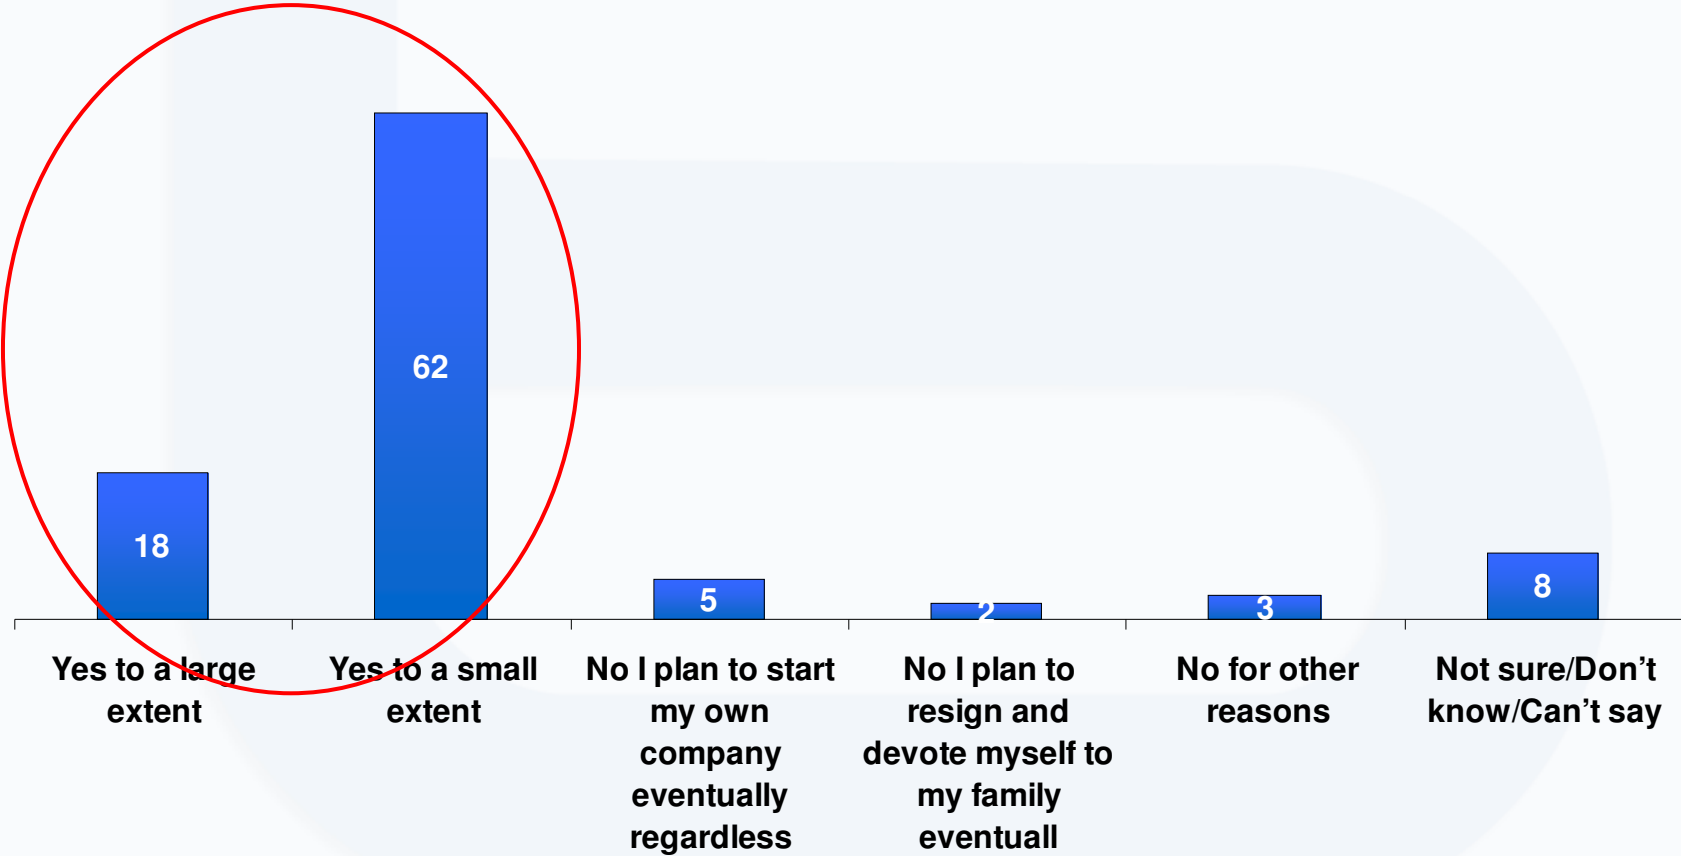 62
18
5
2
3
8
Yes to a large
extent
Yes to a small
extent
No I plan to start
my own
company
eventually
regardless
No I plan to
resign and
devote myself to
my family
eventuall
No for other
reasons
Not sure/Don’t
know/Can’t say